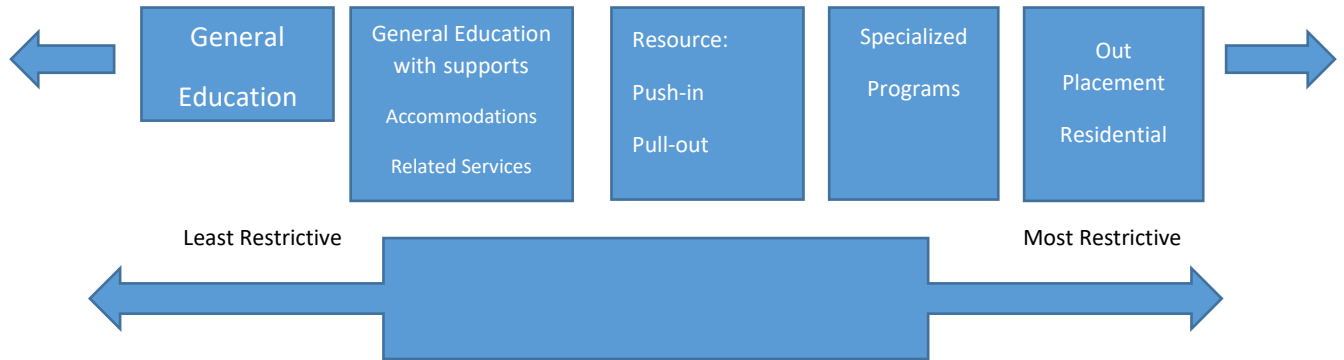 General
Education
General Education
with supports
Accommodations
Related Services
Resource:
Push-in
Pull-out
Specialized
Programs
Out
Placement
Residential
Least Restrictive
Most Restrictive